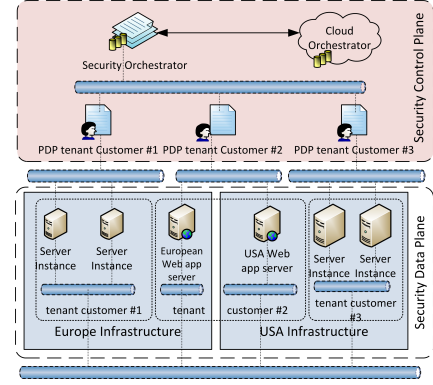 Cloud
Orchestrator
Security Orchestrator
Security Control Plane
PDP tenant Customer #1
PDP tenant Customer #2
PDP tenant Customer #3
Server
Instance
Server
Instance
European
Web app
server
USA Web
app server
Server
Instance
Server
Instance
tenant customer #1
tenant
customer #2
tenant customer
#3
Europe Infrastructure
USA Infrastructure
Security Data Plane